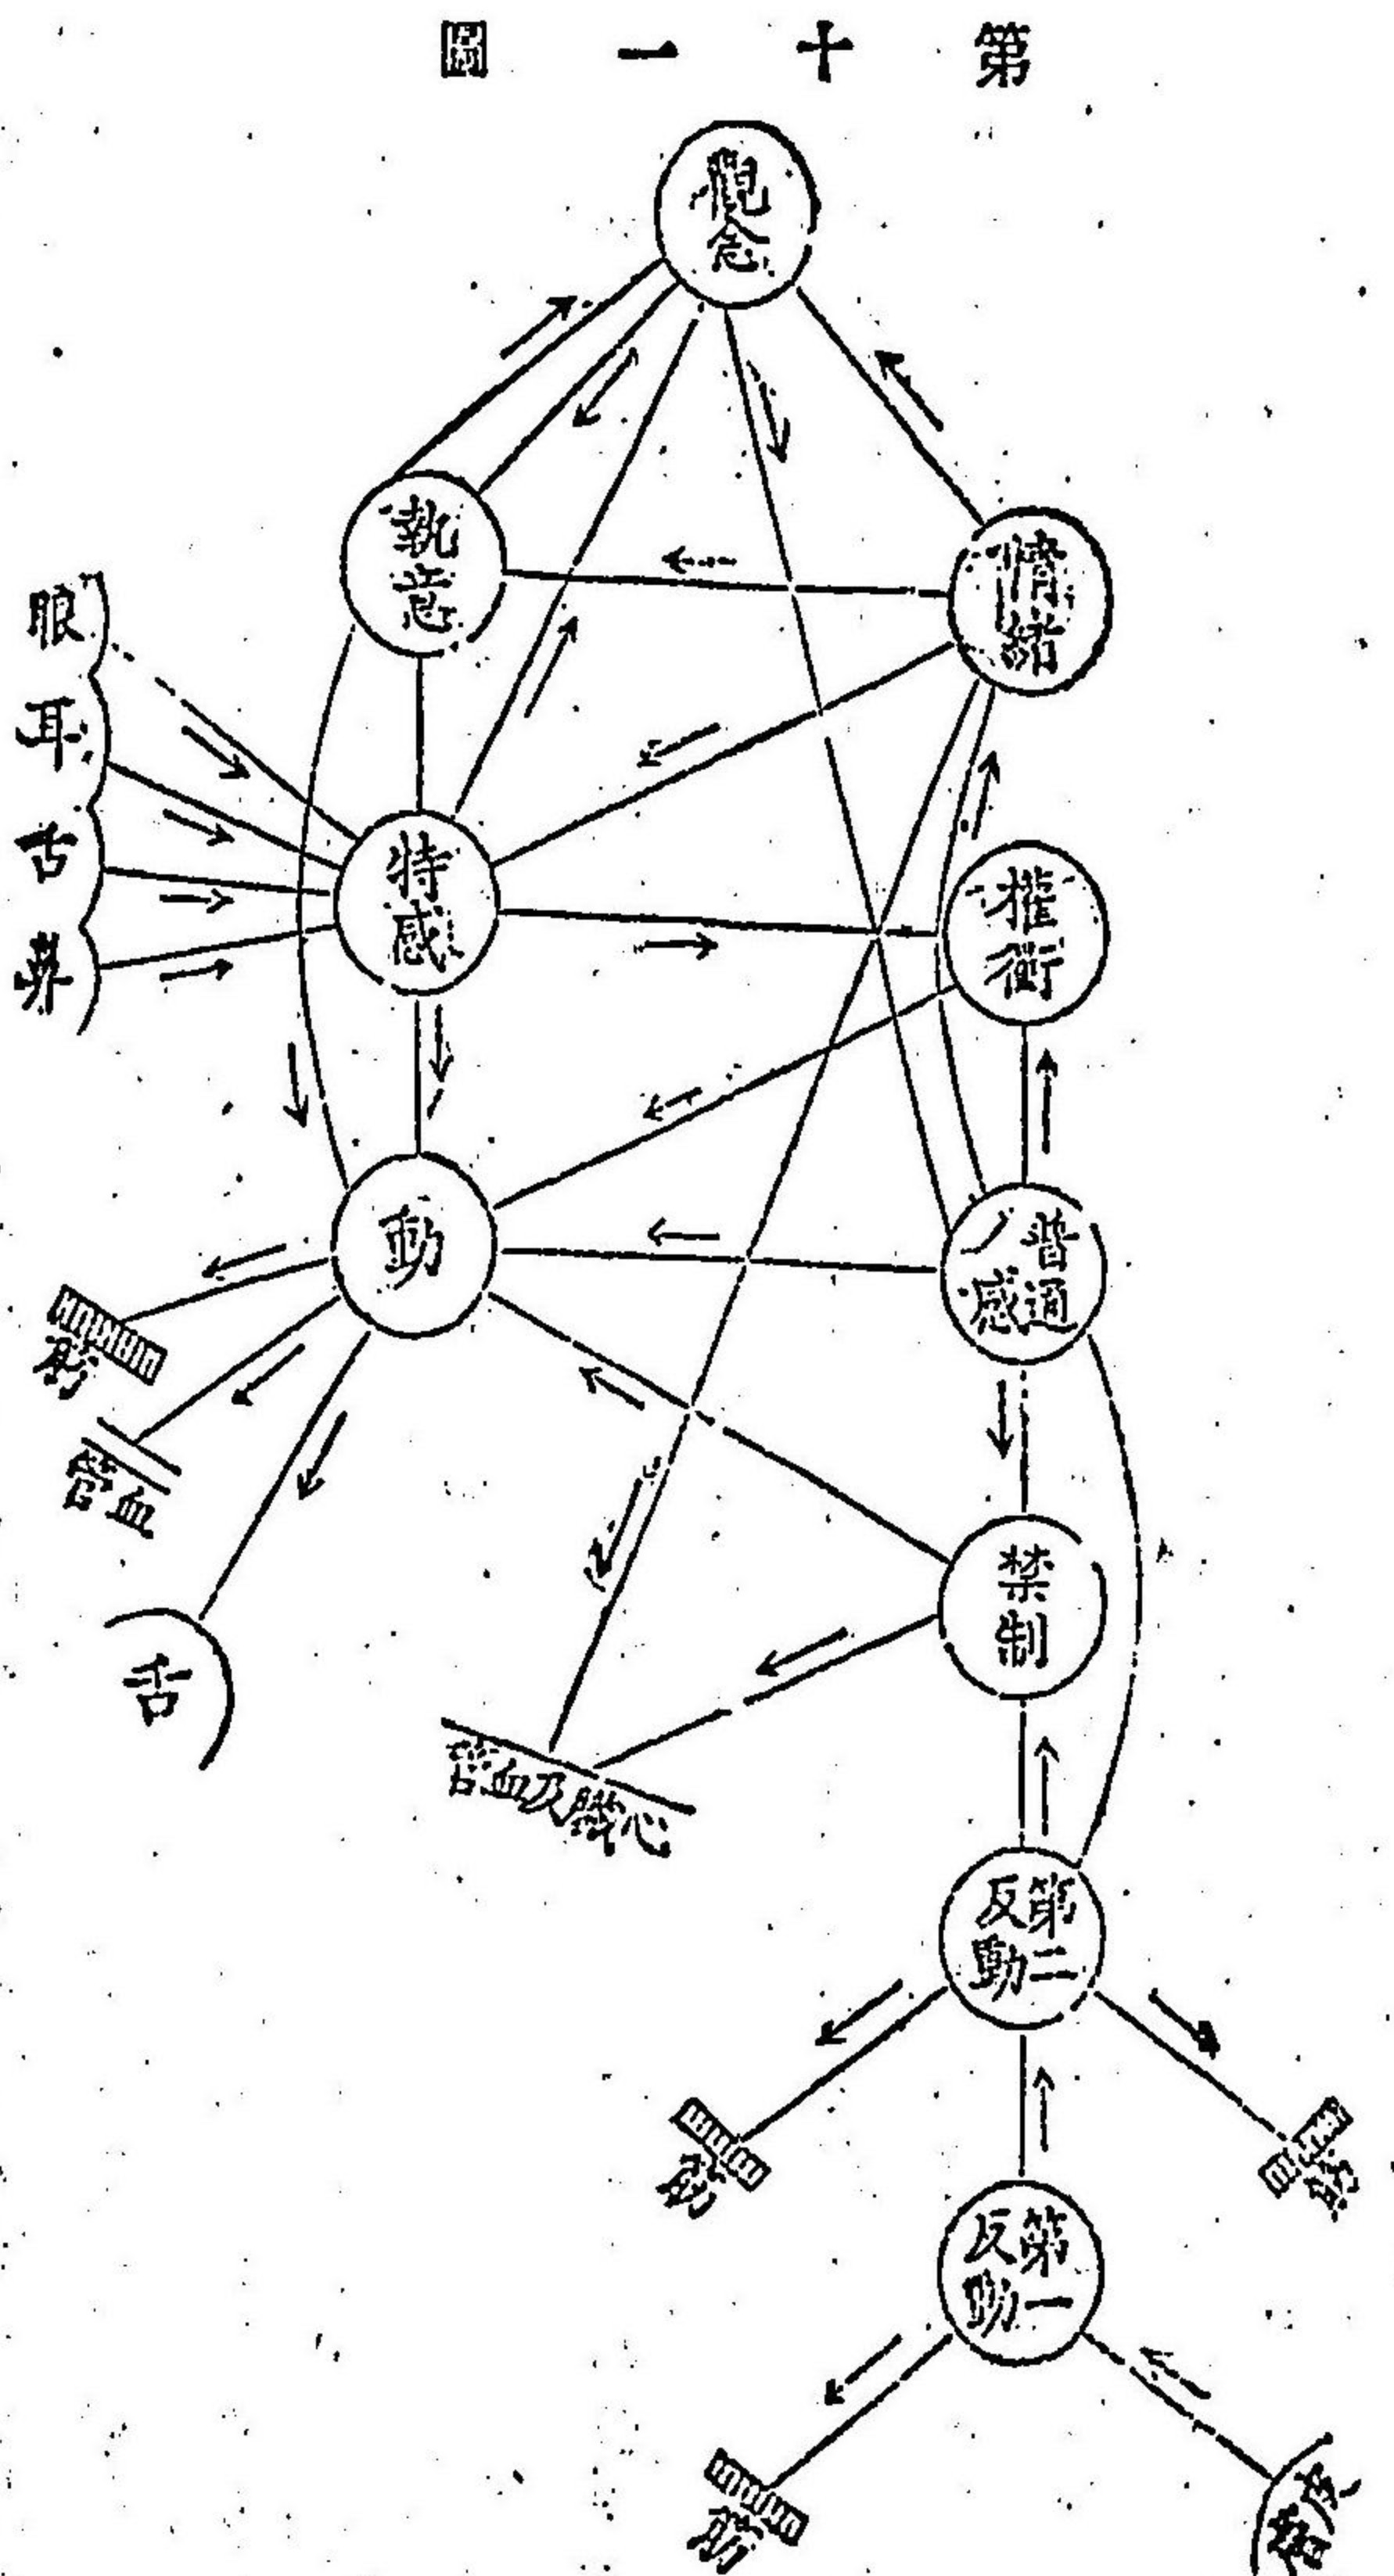 第十一圖
觀念
執意
情緒
眼
耳
舌
鼻
特感
權衡
動
普通ノ感
筋
血管
舌
禁制
心臟及血管
第二反動
筋
第一反動
筋
皮